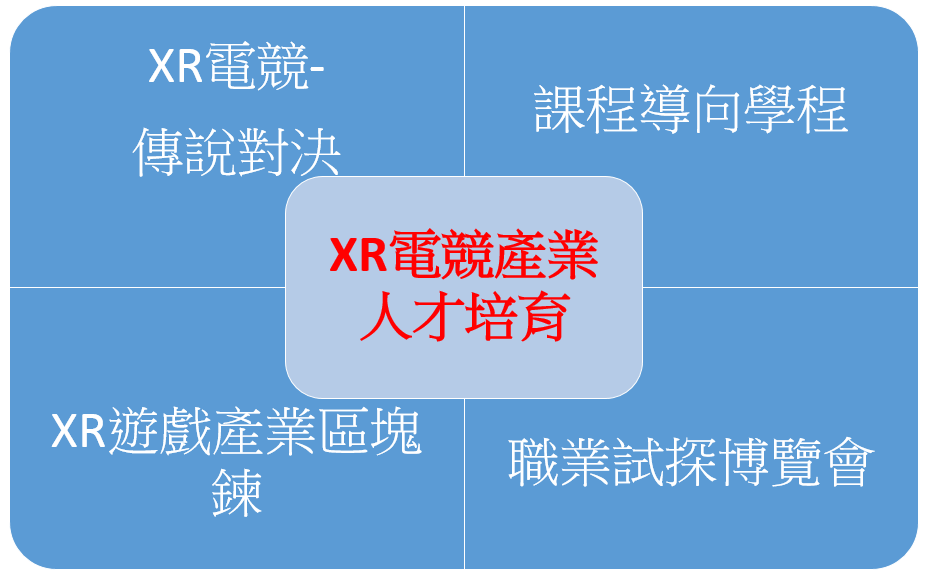 XR電競-
傳說對決
課程導向學程
XR電競產業
人才培育
XR遊戲產業區塊
鍊
職業試探博覽會